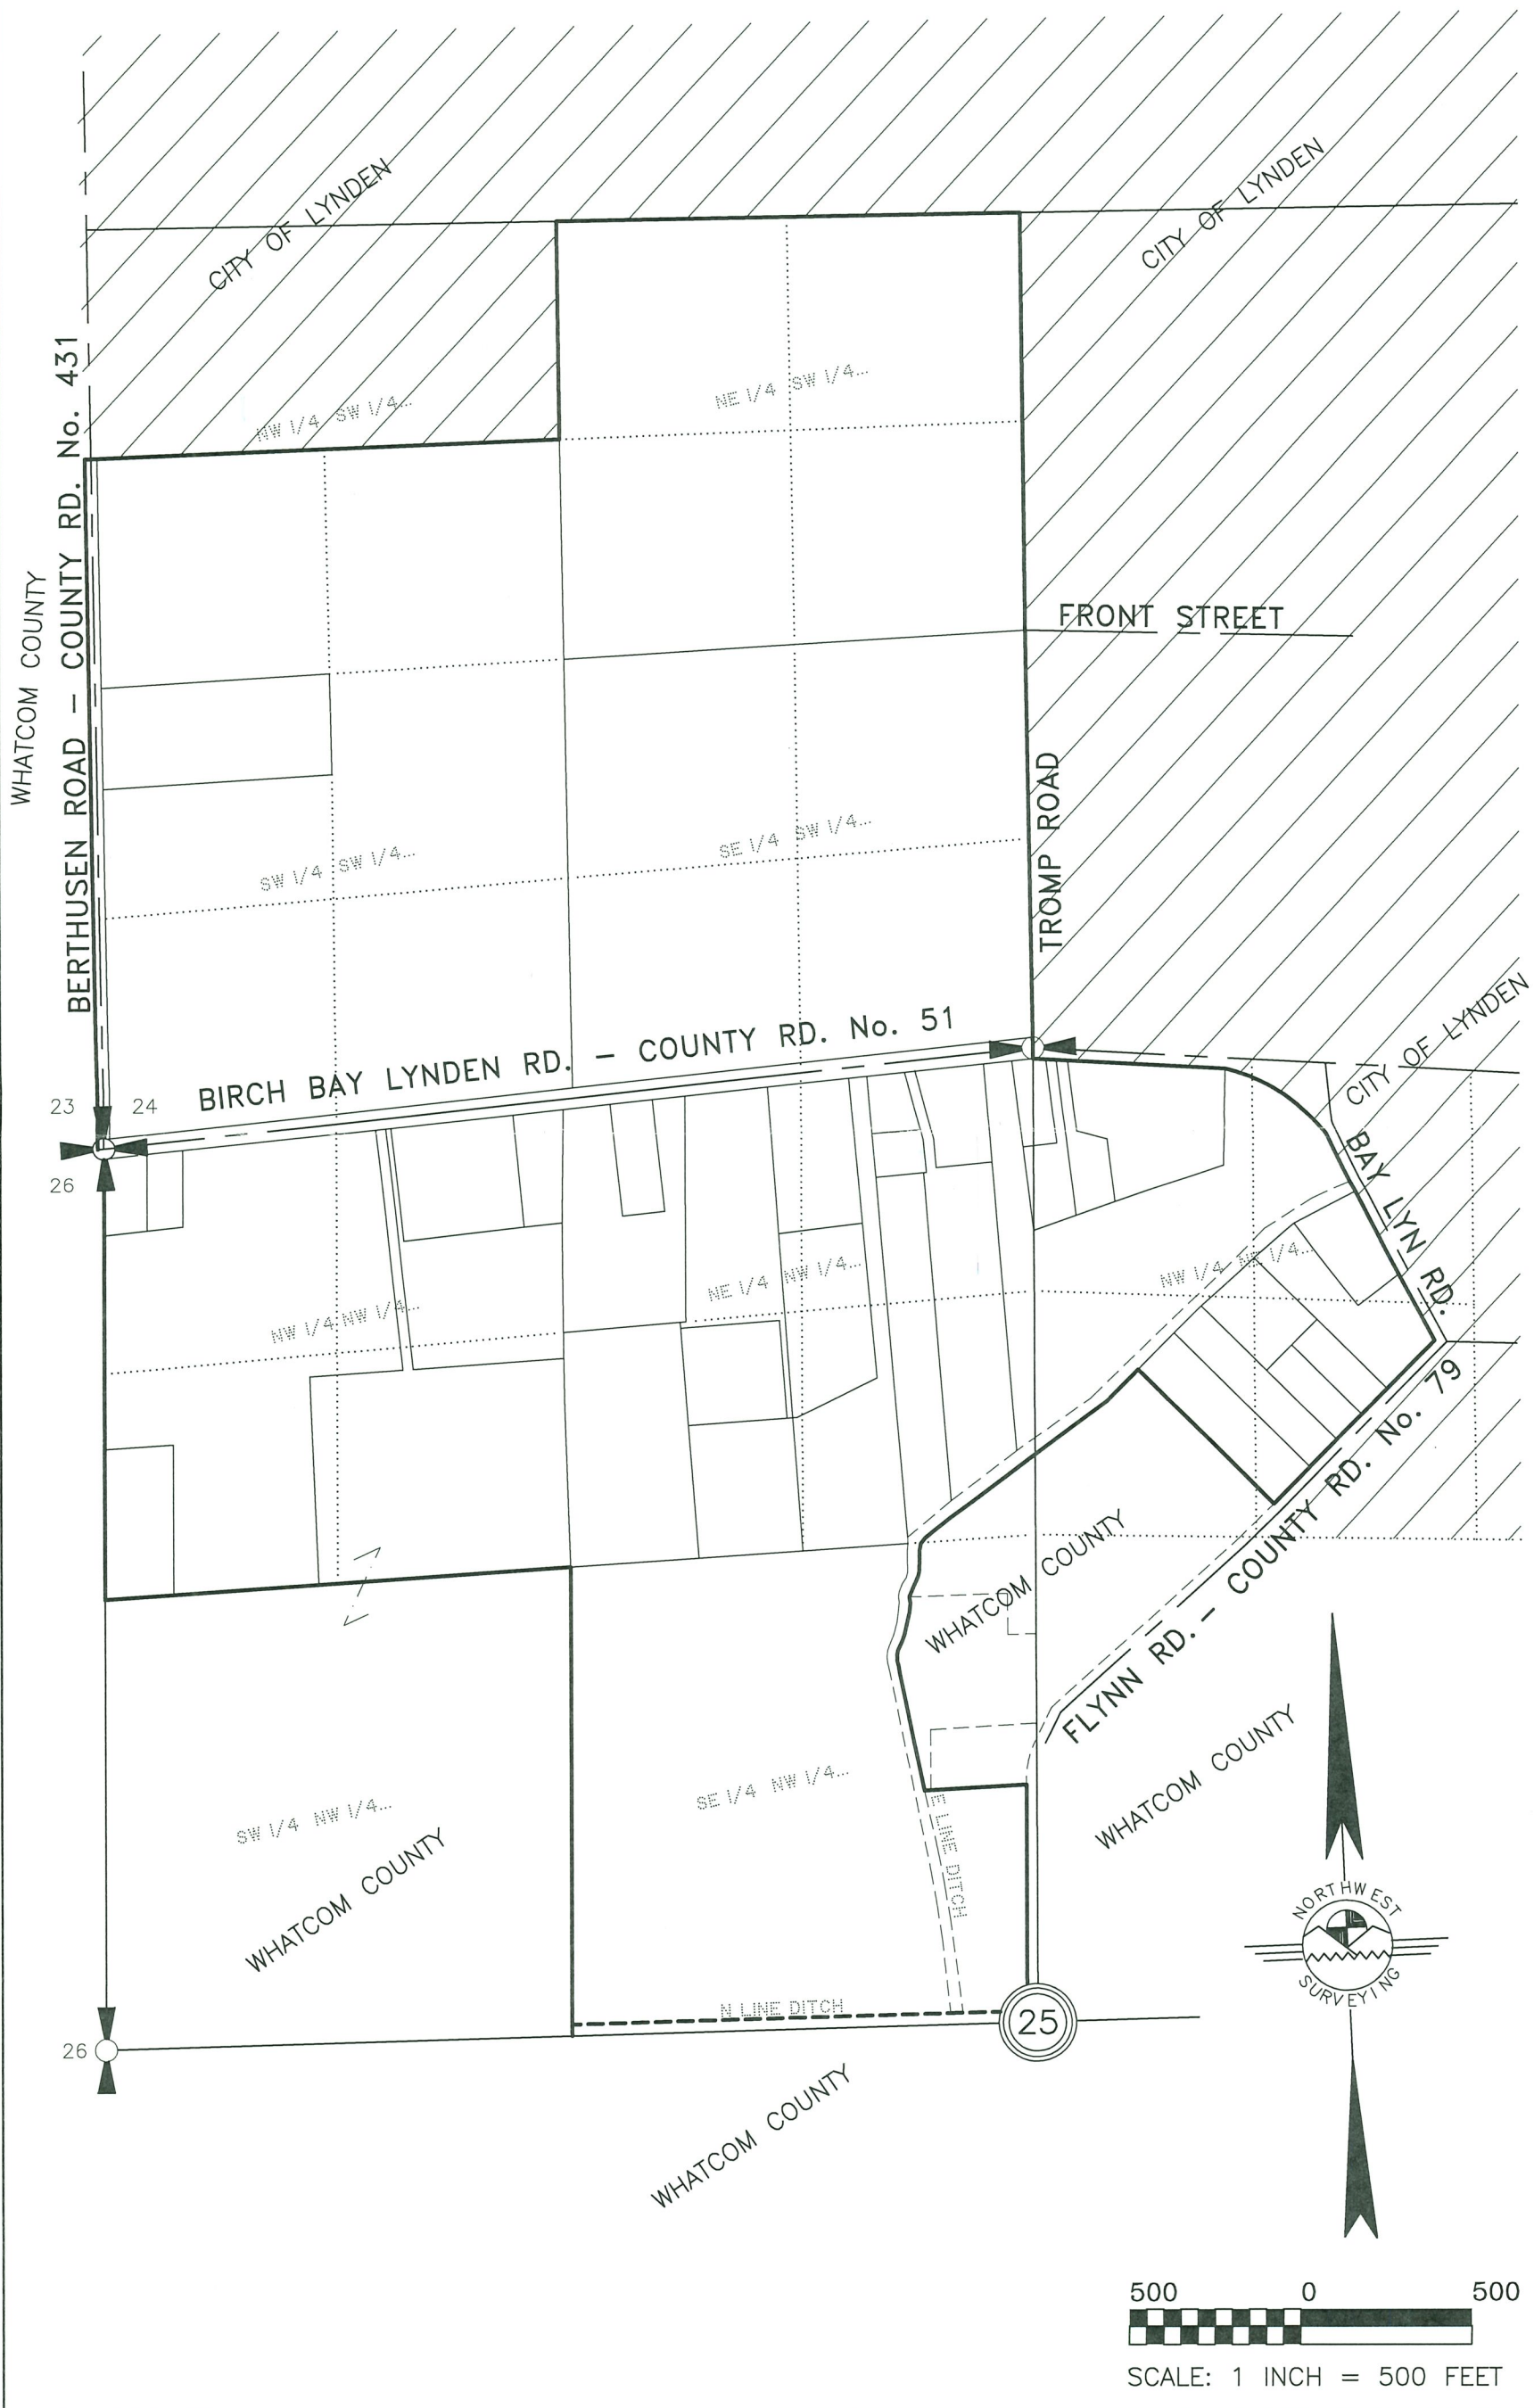 CITY OF LYNDEN
CITY OF LYNDEN
BERTHUSEN ROAD – COUNTY RD. No. 431
WHATCOM COUNTY
NW 1/4 SW 1/4...
NE 1/4 SW 1/4...
FRONT STREET
TROMP ROAD
SW 1/4 SW 1/4...
SE 1/4 SW 1/4...
CITY OF LYNDEN
BIRCH BAY LYNDEN RD. – COUNTY RD. No. 51
23 24
26
BAY LYN RD.
NW 1/4 NW 1/4...
NE 1/4 NW 1/4...
NW 1/4 NE 1/4...
FLYNN RD. – COUNTY RD. No. 79
WHATCOM COUNTY
WHATCOM COUNTY
SW 1/4 NW 1/4...
SE 1/4 NW 1/4...
WHATCOM COUNTY
E LINE DITCH
N LINE DITCH
25
26
WHATCOM COUNTY
NORTHWEST
SURVEYING
500 0 500
SCALE: 1 INCH = 500 FEET